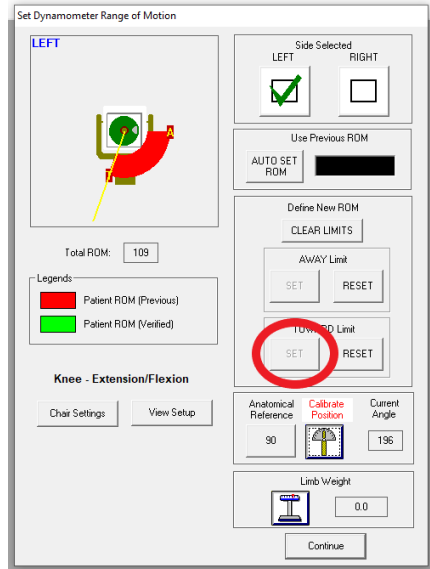 Set Dynamometer Range of Motion
LEFT
A
T
Total ROM: 109
Legends
Patient ROM (Previous)
Patient ROM (Verified)
Knee - Extension/Flexion
Chair Settings View Setup
Side Selected
LEFT RIGHT
Use Previous ROM
AUTO SET
ROM
Define New ROM
CLEAR LIMITS
AWAY Limit
SET RESET
TOWARD Limit
SET RESET
Anatomical
Reference
90
Calibrate
Position
Current
Angle
196
Limb Weight
0.0
Continue